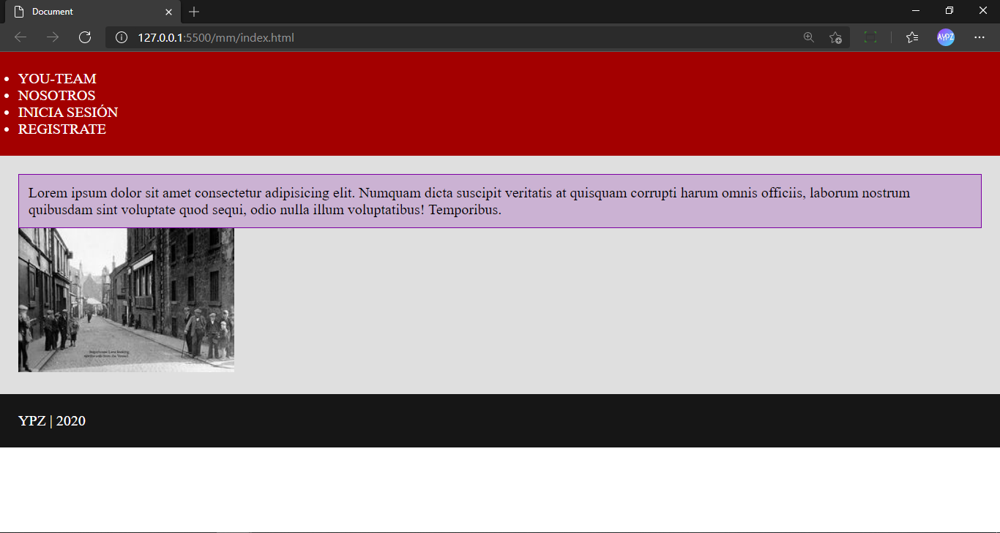 Document
127.0.0.1:5500/mm/index.html
AYPZ
YOU-TEAM
NOSOTROS
INICIA SESIÓN
REGISTRATE
Lorem ipsum dolor sit amet consectetur adipisicing elit. Numquam dicta suscipit veritatis at quisquam corrupti harum omnis officiis, laborum nostrum
quibusdam sint voluptate quod sequi, odio nulla illum voluptatibus! Temporibus.
YPZ | 2020